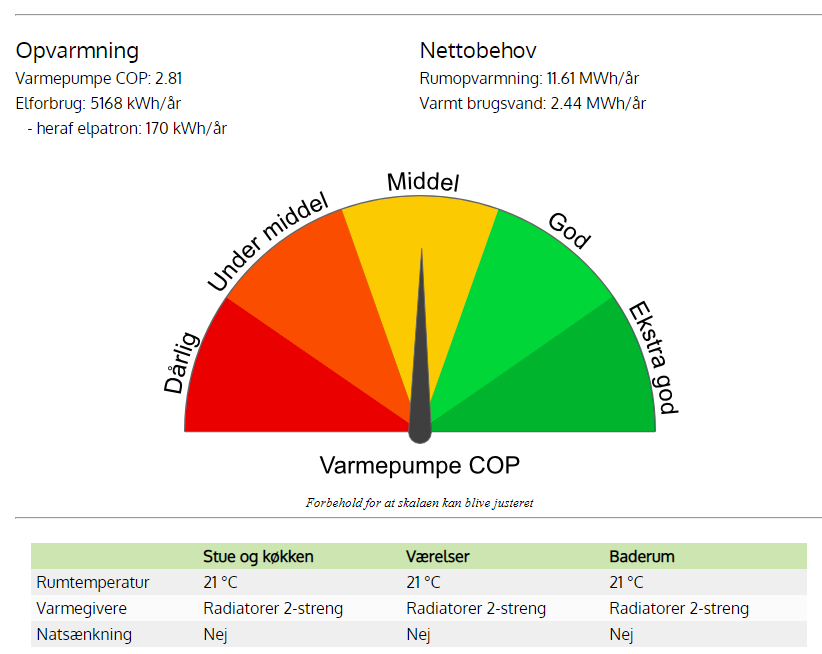 Opvarmning
Varmepumpe COP: 2.81
Elforbrug: 5168 kWh/år
- heraf elpatron: 170 kWh/år
Nettobehov
Rumopvarmning: 11.61 MWh/år
Varmt brugsvand: 2.44 MWh/år
Dårlig
Under middel
Middel
God
Ekstra god
Varmepumpe COP
Forbehold for at skalaen kan blive justeret
Stue og køkken Værelser Baderum
Rumtemperatur 21 °C 21 °C 21 °C
Varmegivere Radiatorer 2-streng Radiatorer 2-streng Radiatorer 2-streng
Natsænkning Nej Nej Nej